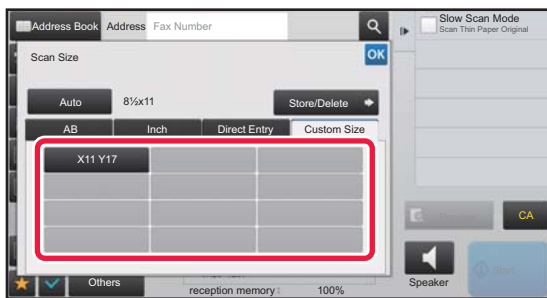 Address Book Address Fax Number
Slow Scan Mode
Scan Thin Paper Original
Scan Size
OK
Auto 8½x11 Store/Delete
AB Inch Direct Entry Custom Size
X11 Y17
CA
Others
reception memory: 100%
Speaker
Start